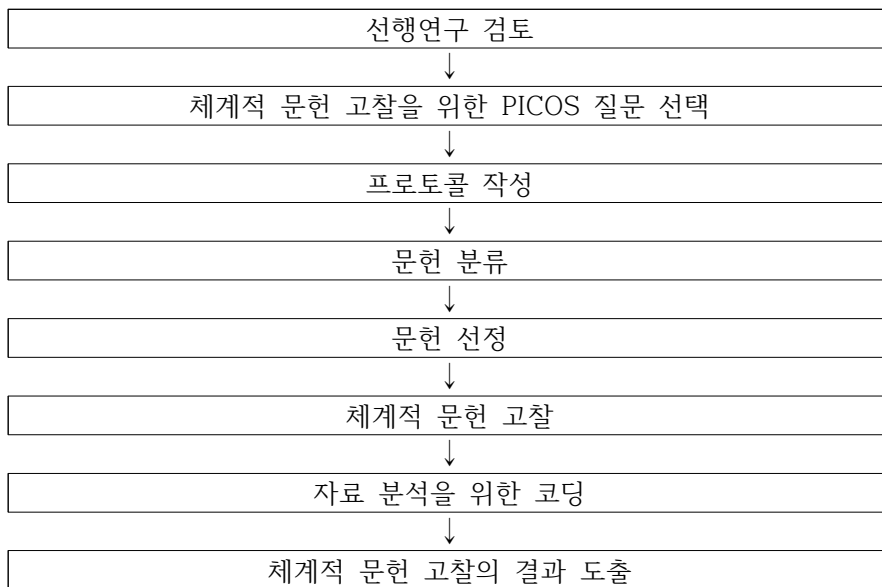 선행연구 검토
↓
체계적 문헌 고찰을 위한 PICOS 질문 선택
↓
프로토콜 작성
↓
문헌 분류
↓
문헌 선정
↓
체계적 문헌 고찰
↓
자료 분석을 위한 코딩
↓
체계적 문헌 고찰의 결과 도출